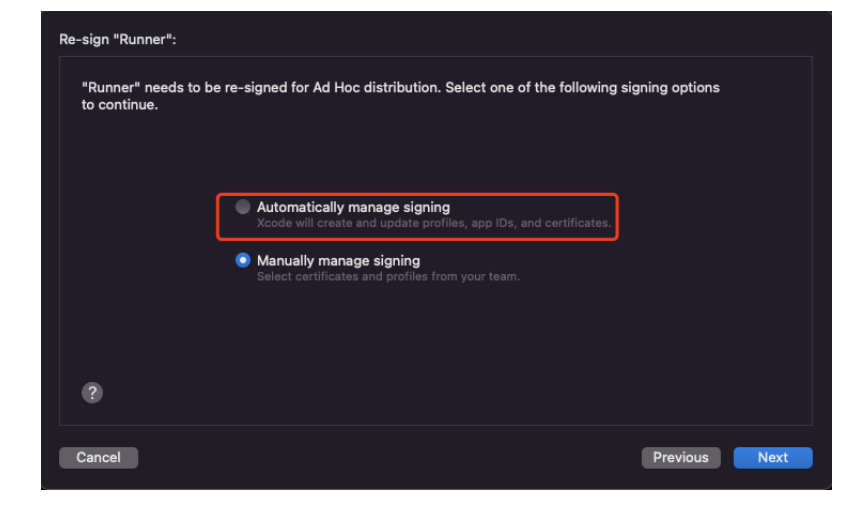 Re-sign "Runner":
"Runner" needs to be re-signed for Ad Hoc distribution. Select one of the following signing options
to continue.
Automatically manage signing
Xcode will create and update profiles, app IDs, and certificates.
Manually manage signing
Select certificates and profiles from your team.
?
Cancel
Previous
Next